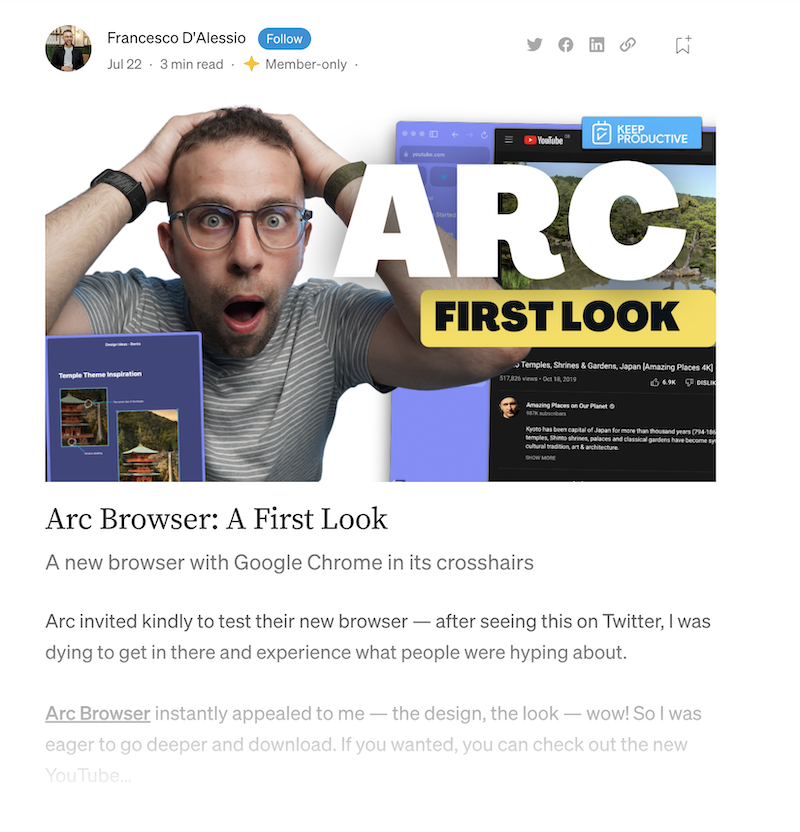 Francesco D'Alessio Follow
Jul 22 · 3 min read · Member-only ·
KEEP
PRODUCTIVE
YouTube
youtube.com
ARC
FIRST LOOK
Design Ideas - Remix
Temple Theme Inspiration
Temples, Shrines & Gardens, Japan [Amazing Places 4K]
517,826 views • Oct 18, 2019 6.9K DISLIK
Amazing Places on Our Planet
987K subscribers
Kyoto has been capital of Japan for more than thousand years (794-186
temples, Shinto shrines, palaces and classical gardens have become sy
cultural tradition, art & architecture.
SHOW MORE
Arc Browser: A First Look
A new browser with Google Chrome in its crosshairs
Arc invited kindly to test their new browser — after seeing this on Twitter, I was
dying to get in there and experience what people were hyping about.
Arc Browser instantly appealed to me — the design, the look — wow! So I was
eager to go deeper and download. If you wanted, you can check out the new
YouTube...